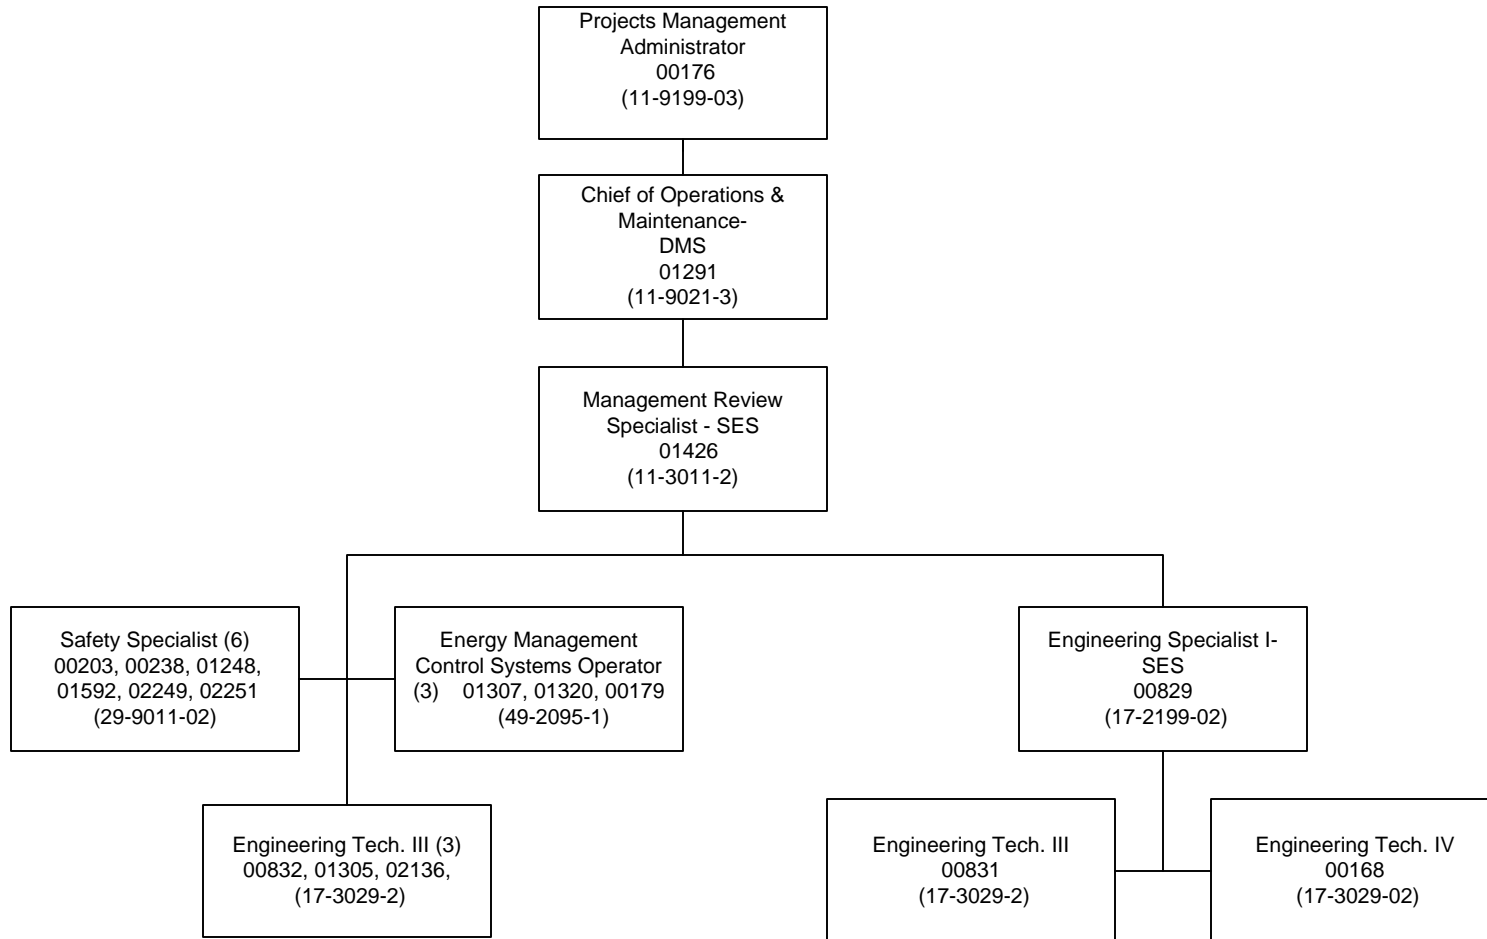 Projects Management
Administrator
00176
(11-9199-03)
Chief of Operations &
Maintenance-
DMS
01291
(11-9021-3)
Management Review
Specialist - SES
01426
(11-3011-2)
Safety Specialist (6)
00203, 00238, 01248,
01592, 02249, 02251
(29-9011-02)
Energy Management
Control Systems Operator
(3) 01307, 01320, 00179
(49-2095-1)
Engineering Specialist I-
SES
00829
(17-2199-02)
Engineering Tech. III (3)
00832, 01305, 02136,
(17-3029-2)
Engineering Tech. III
00831
(17-3029-2)
Engineering Tech. IV
00168
(17-3029-02)